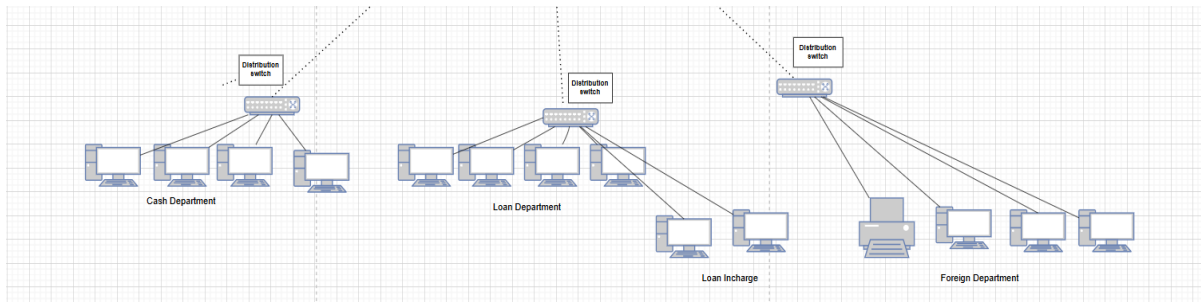 Distribution
switch
Distribution
switch
Distribution
switch
Cash Department
Loan Department
Loan Incharge
Foreign Department